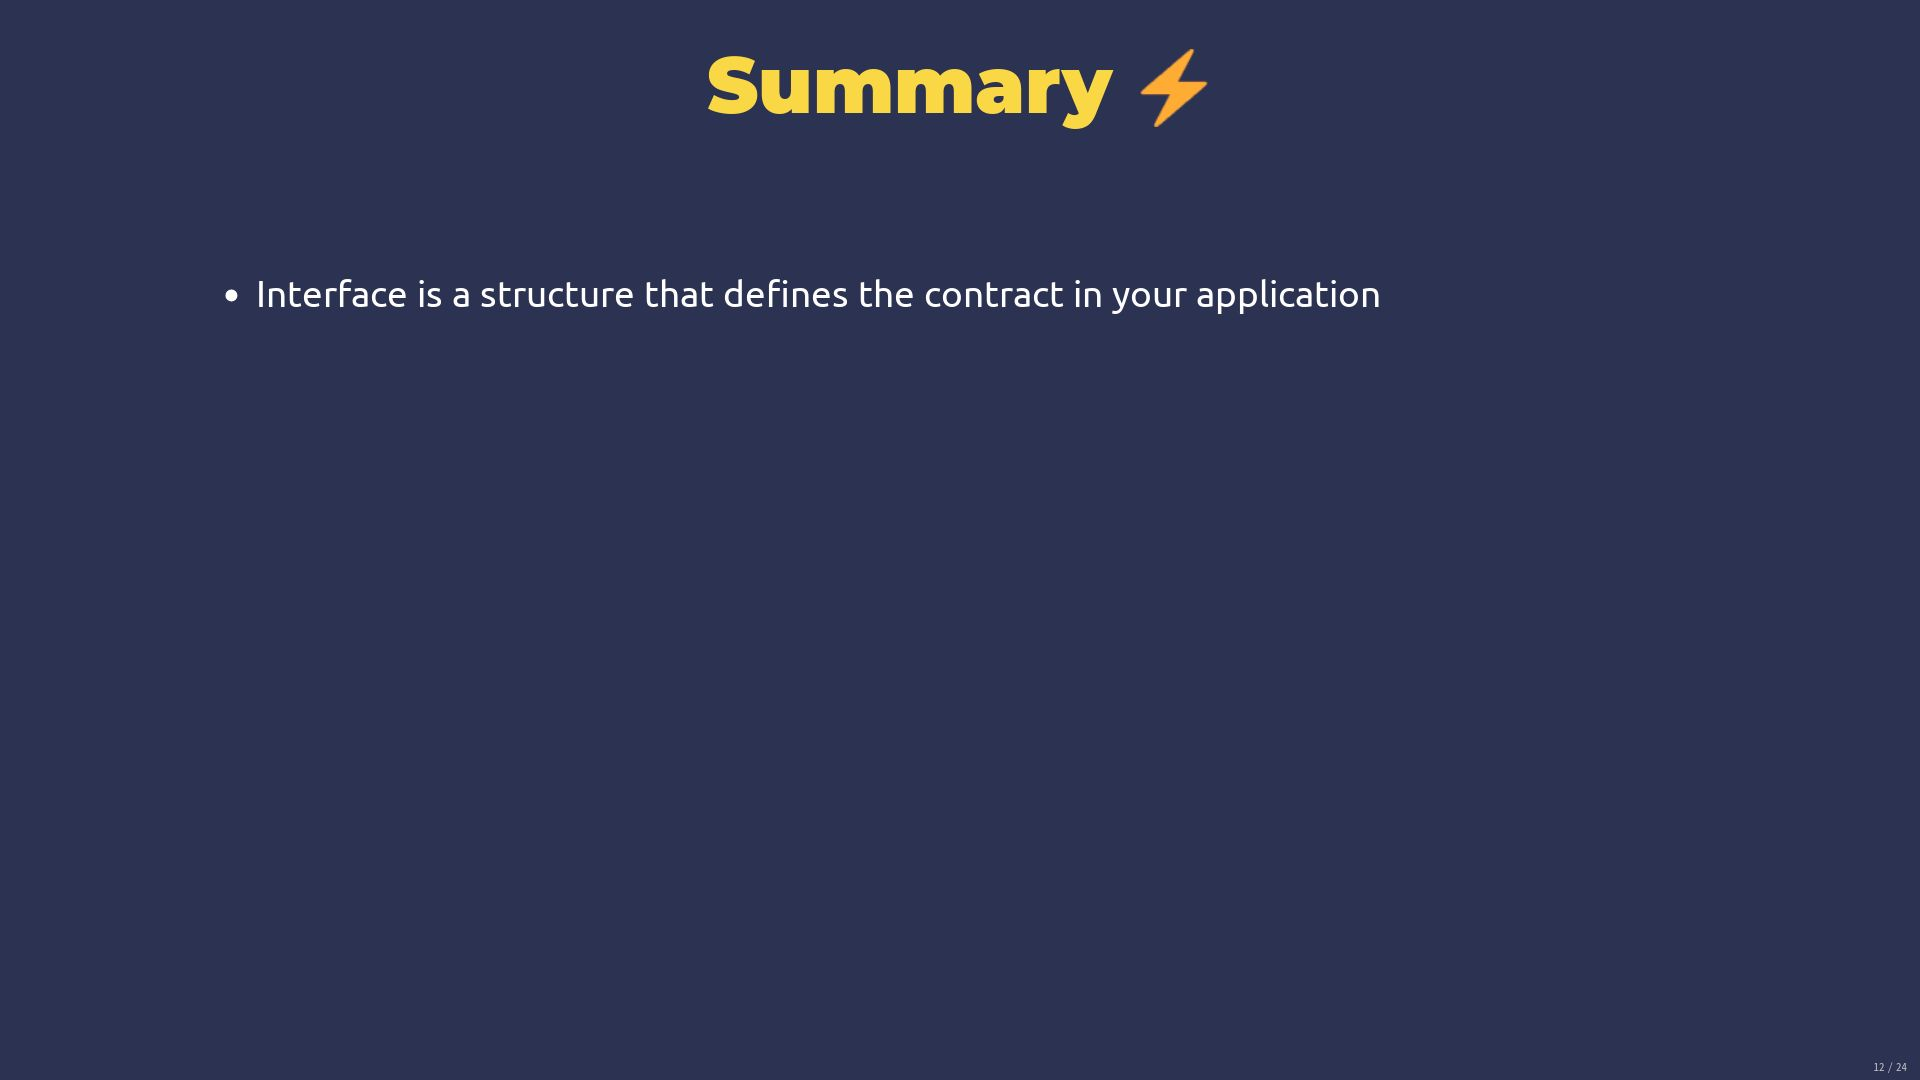 Summary ⚡
• Interface is a structure that defines the contract in your application
12 / 24